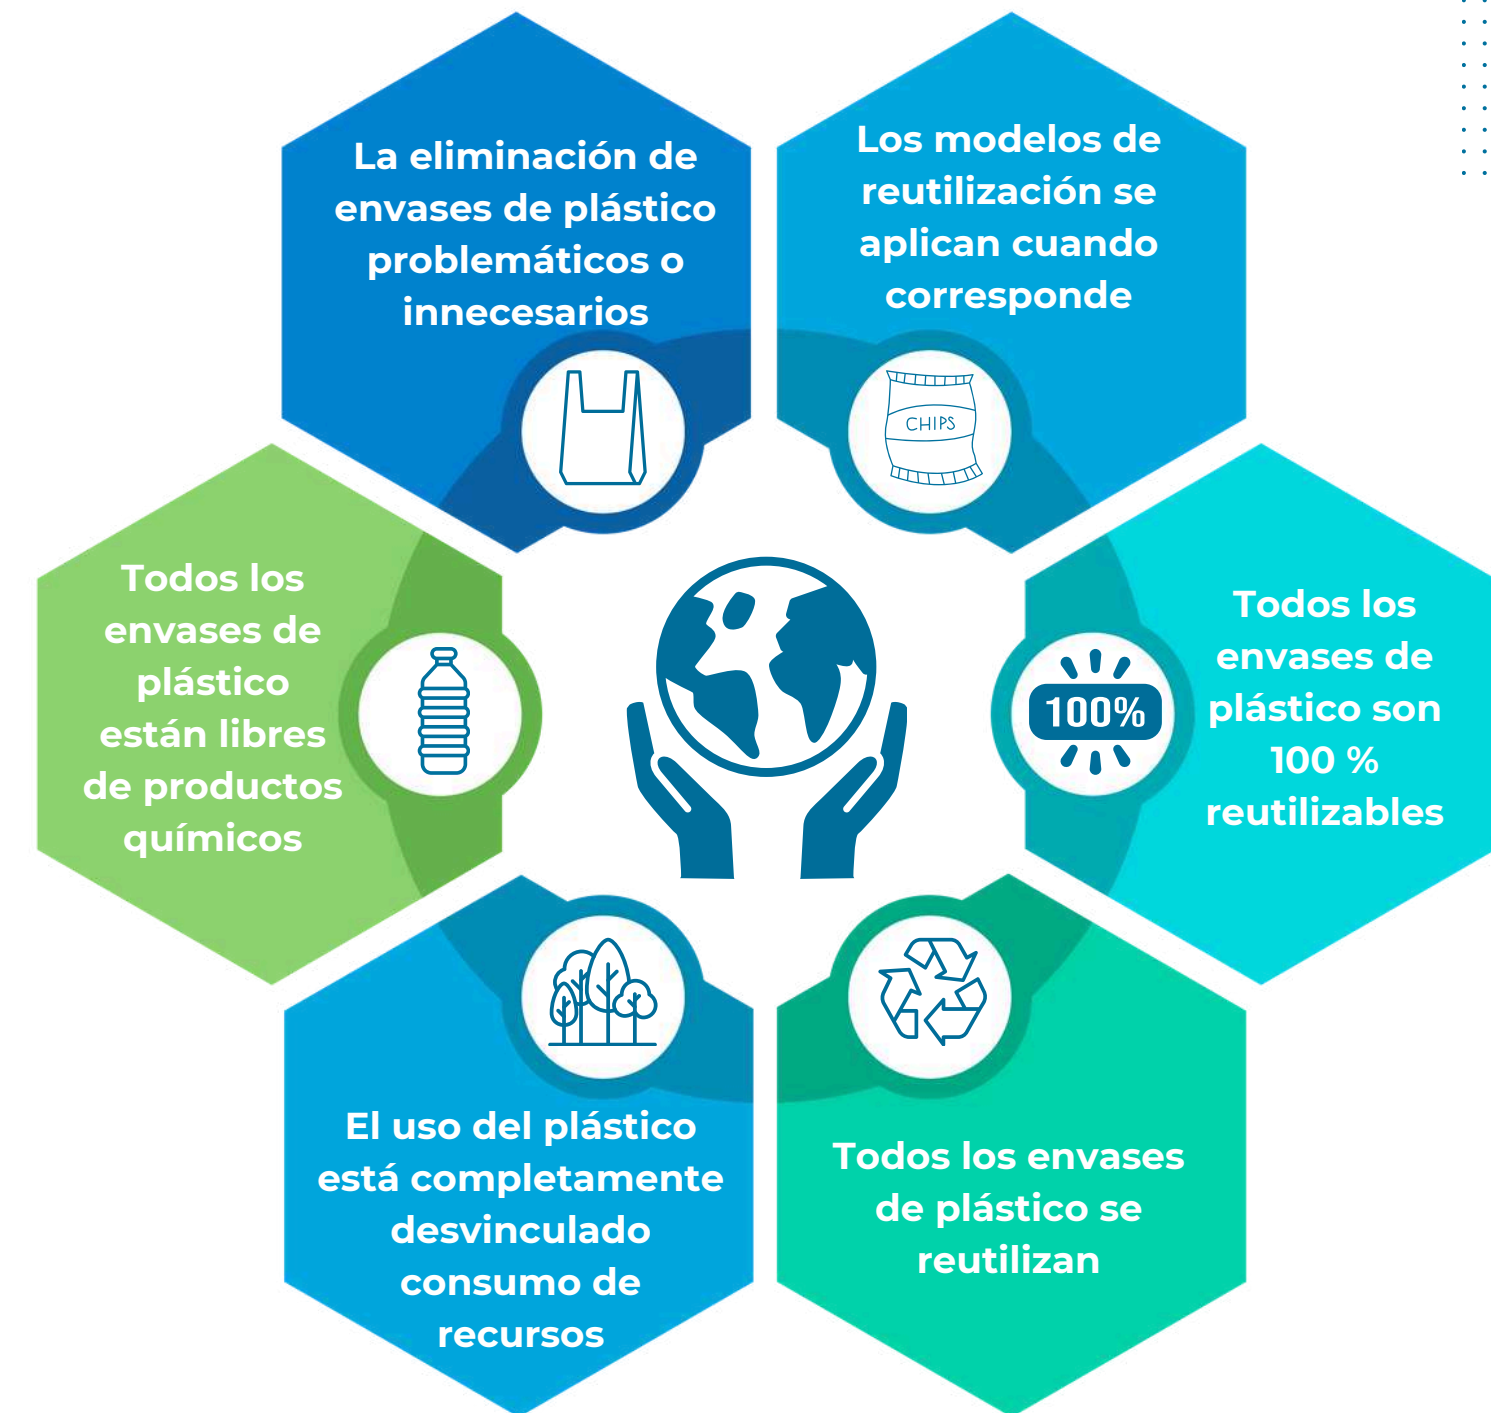 La eliminación de
envases de plástico
problemáticos o
innecesarios
Los modelos de
reutilización se
aplican cuando
corresponde
CHIPS
Todos los
envases de
plástico
están libres
de productos
químicos
100%
Todos los
envases de
plástico son
100 %
reutilizables
El uso del plástico
está completamente
desvinculado
consumo de
recursos
Todos los envases
de plástico se
reutilizan